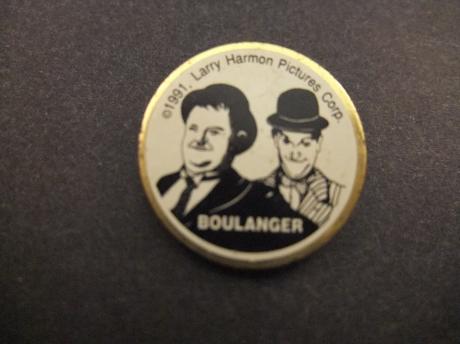 ©1991, Larry Harmon Pictures Corp.
BOULANGER